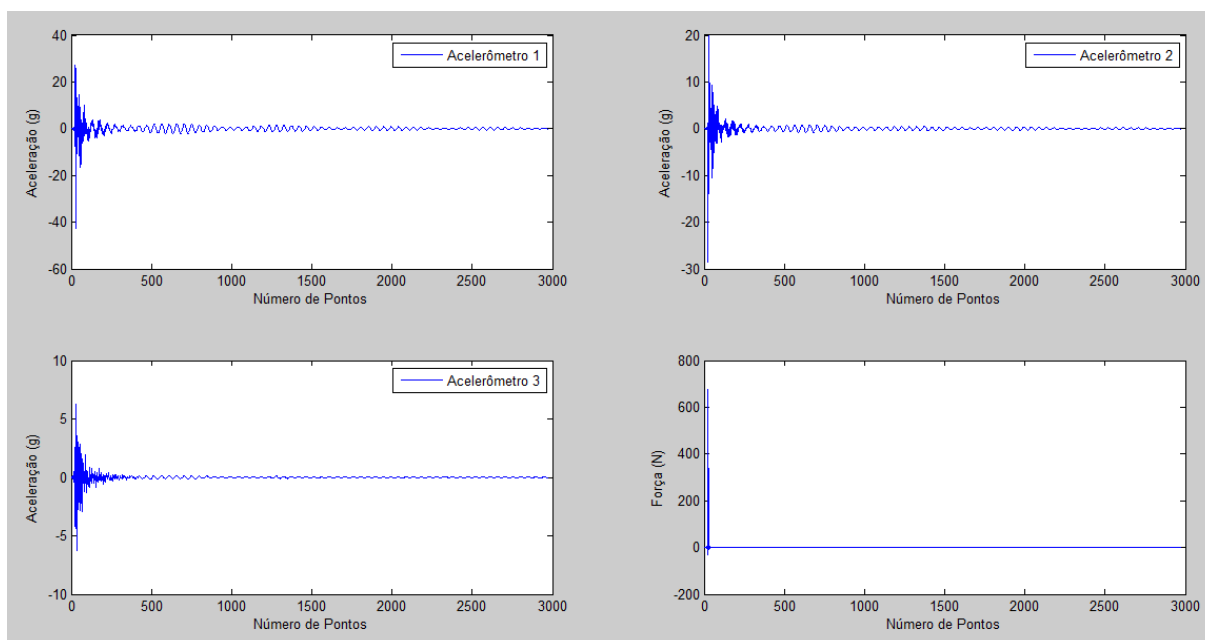 40
20
0
-20
-40
-60
Aceleração (g)
Acelerômetro 1
0 500 1000 1500 2000 2500 3000
Número de Pontos
20
10
0
-10
-20
-30
Aceleração (g)
Acelerômetro 2
0 500 1000 1500 2000 2500 3000
Número de Pontos
10
5
0
-5
-10
Aceleração (g)
Acelerômetro 3
0 500 1000 1500 2000 2500 3000
Número de Pontos
800
600
400
200
0
-200
Força (N)
0 500 1000 1500 2000 2500 3000
Número de Pontos